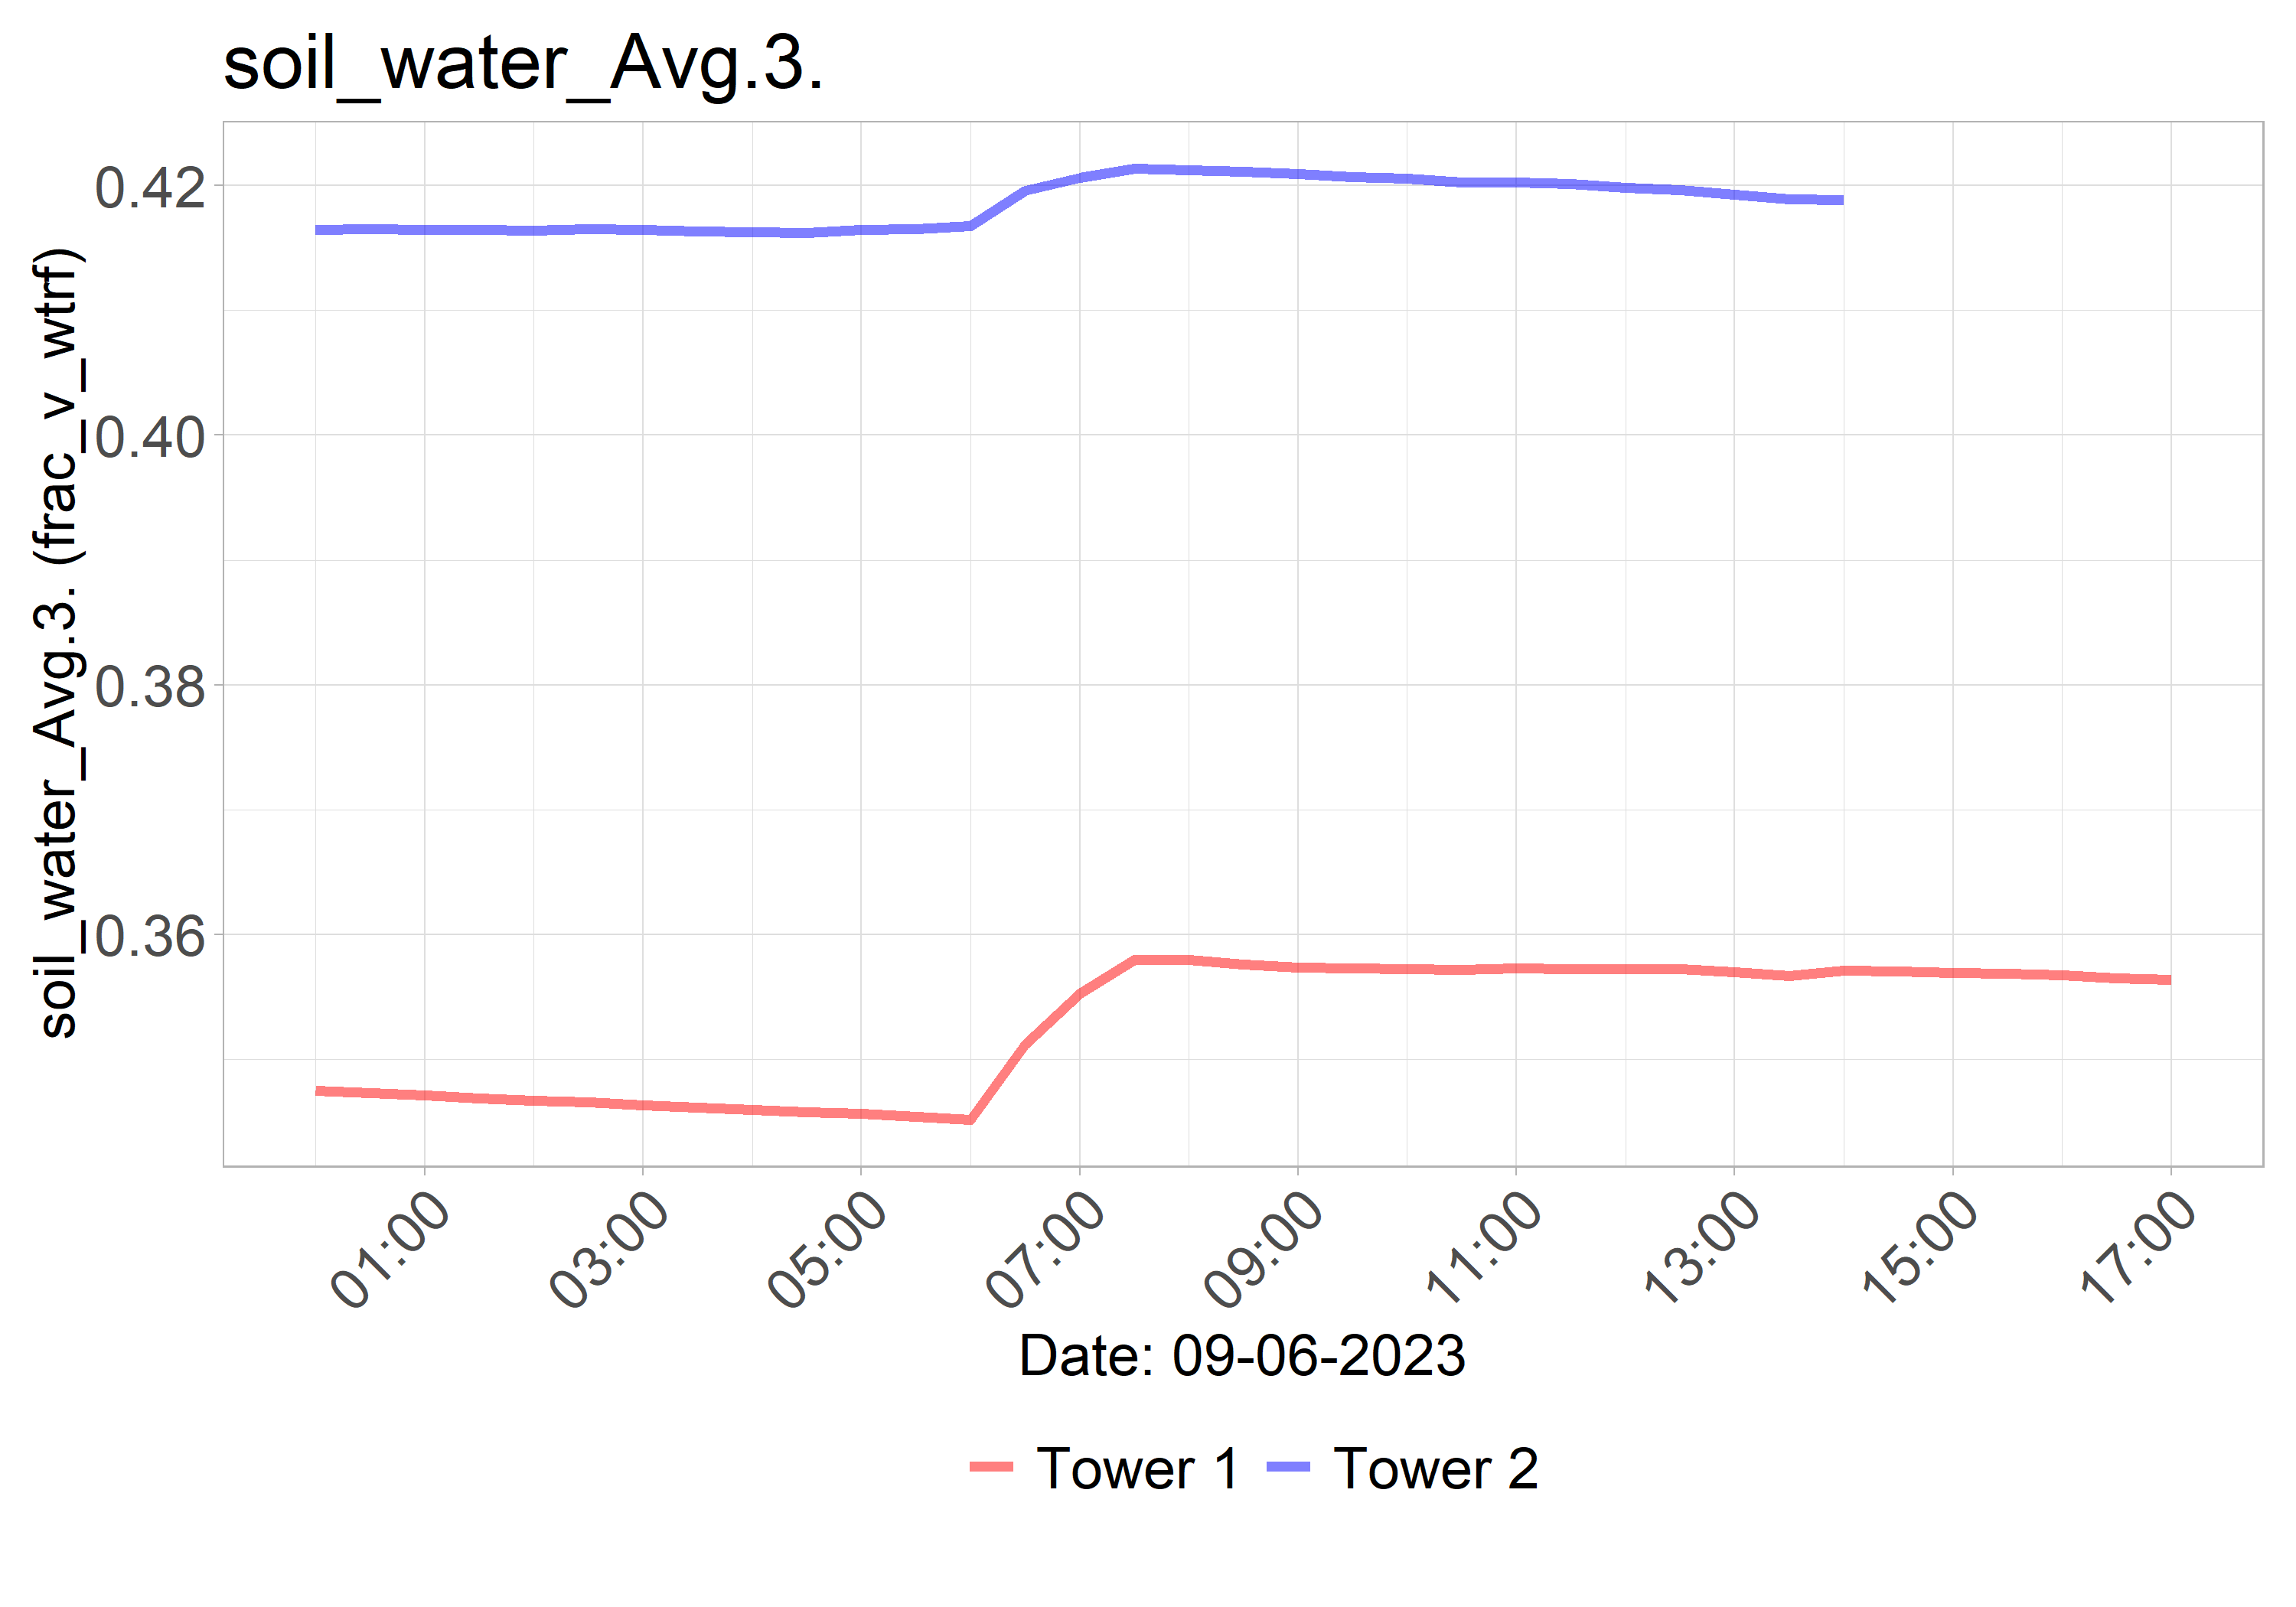 soil_water_Avg.3.
soil_water_Avg.3. (frac_v_wtrf)
0.42
0.40
0.38
0.36
01:00
03:00
05:00
07:00
09:00
11:00
13:00
15:00
17:00
Date: 09-06-2023
Tower 1
Tower 2